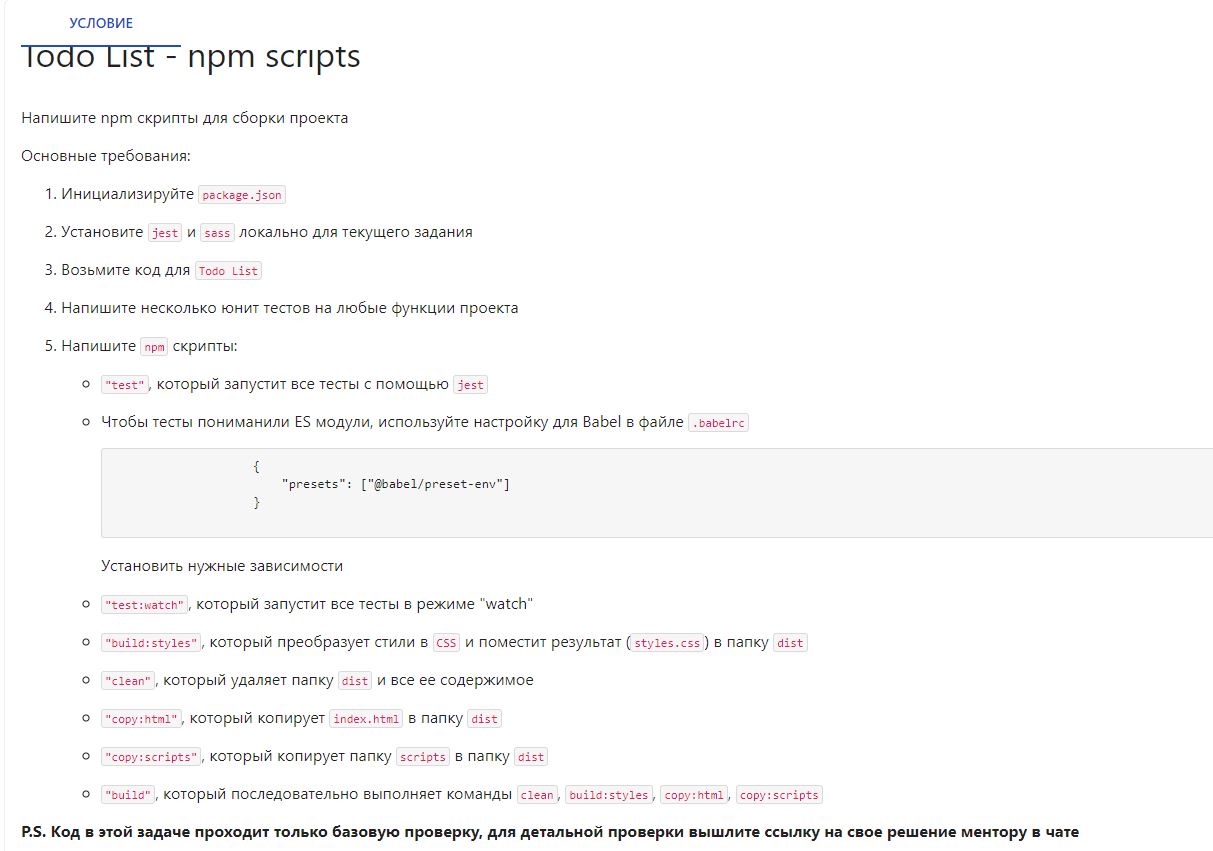 УСЛОВИЕ
Todo List - npm scripts
Напишите npm скрипты для сборки проекта
Основные требования:
1. Инициализируйте package.json
2. Установите jest и sass локально для текущего задания
3. Возьмите код для Todo List
4. Напишите несколько юнит тестов на любые функции проекта
5. Напишите npm скрипты:
"test", который запустит все тесты с помощью jest
Чтобы тесты пониманили ES модули, используйте настройку для Babel в файле .babelrc
{
"presets": ["@babel/preset-env"]
}
Установить нужные зависимости
"test:watch", который запустит все тесты в режиме "watch"
"build:styles", который преобразует стили в CSS и поместит результат (styles.css) в папку dist
"clean", который удаляет папку dist и все ее содержимое
"copy:html", который копирует index.html в папку dist
"copy:scripts", который копирует папку scripts в папку dist
"build", который последовательно выполняет команды clean, build:styles, copy:html, copy:scripts
P.S. Код в этой задаче проходит только базовую проверку, для детальной проверки вышлите ссылку на свое решение ментору в чате